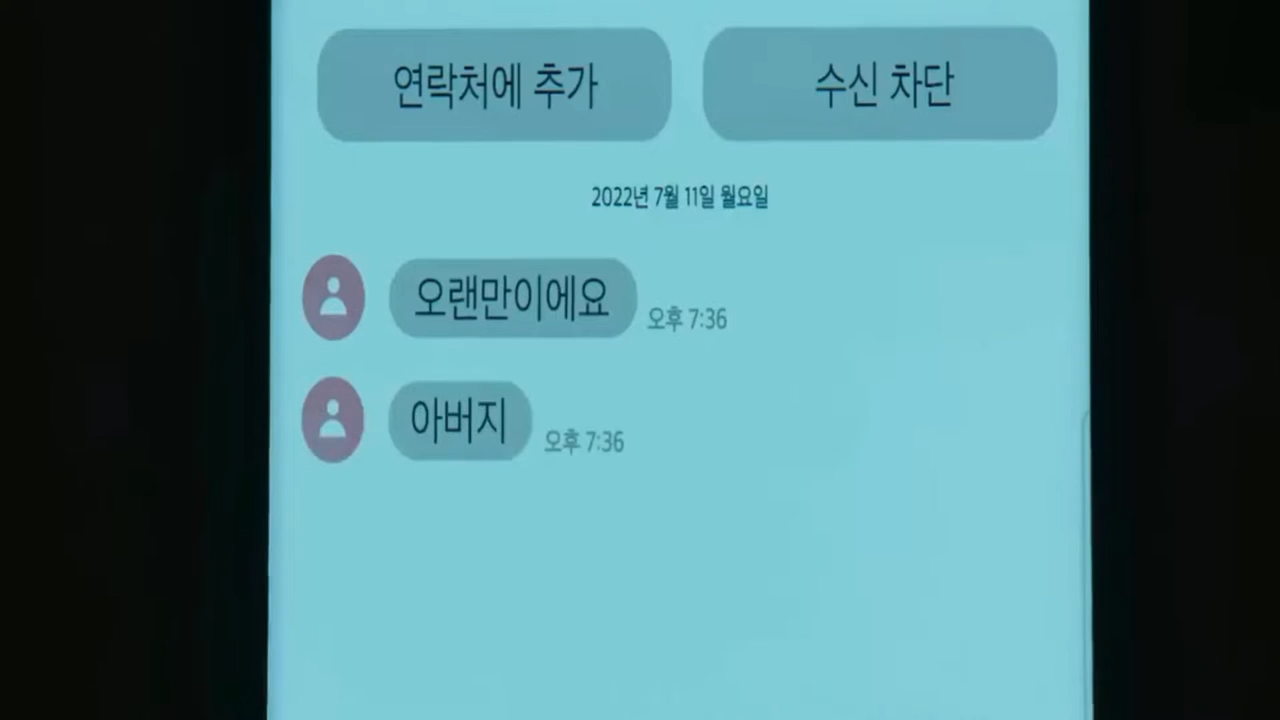 연락처에 추가 수신 차단
2022년 7월 11일 월요일
오랜만이에요 오후 7:36
아버지 오후 7:36